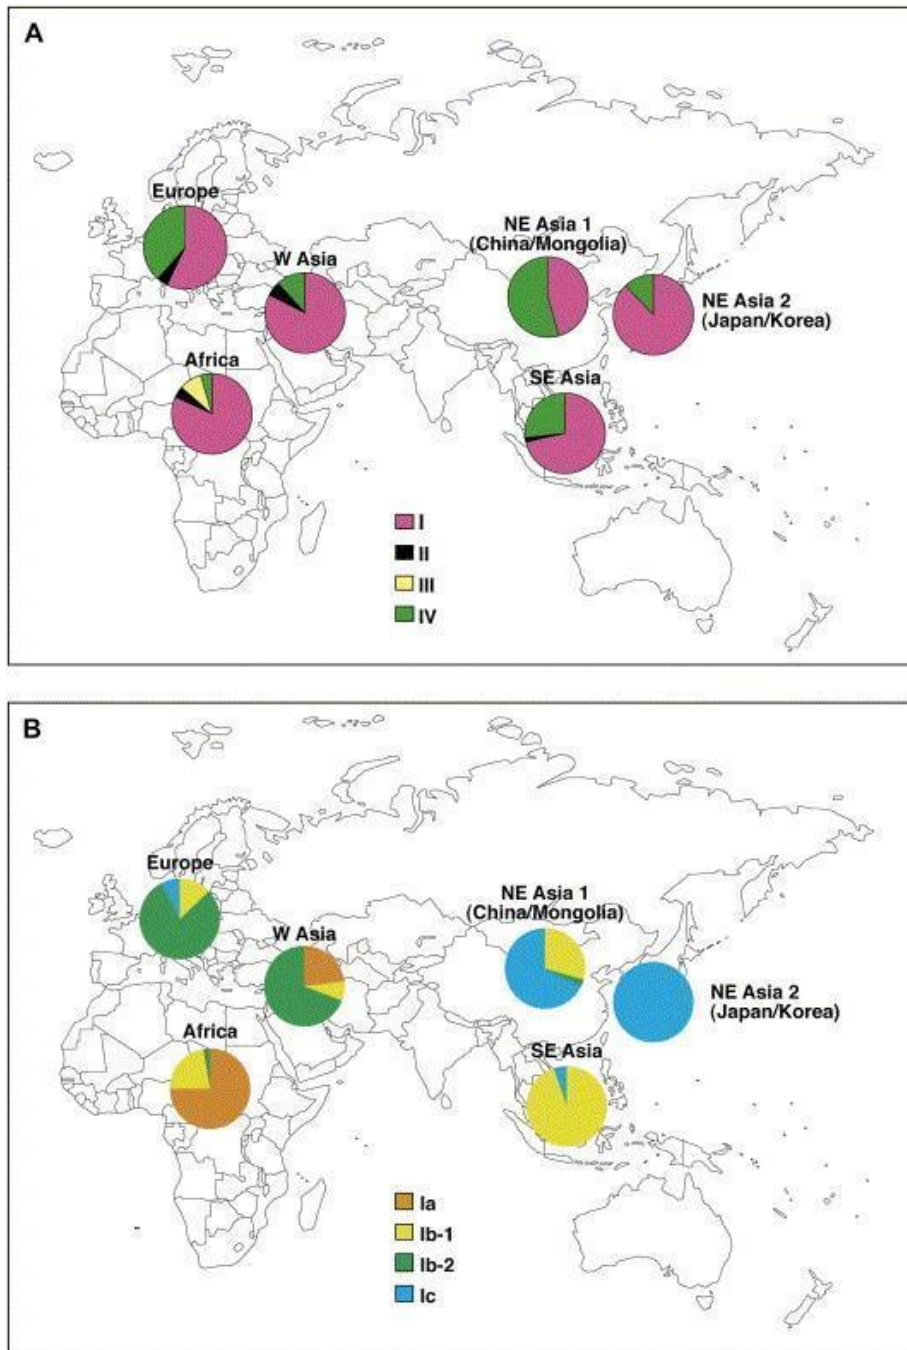 A
Europe
W Asia
NE Asia 1
(China/Mongolia)
NE Asia 2
(Japan/Korea)
Africa
SE Asia
I
II
III
IV
B
Europe
W Asia
NE Asia 1
(China/Mongolia)
NE Asia 2
(Japan/Korea)
Africa
SE Asia
Ia
Ib-1
Ib-2
Ic